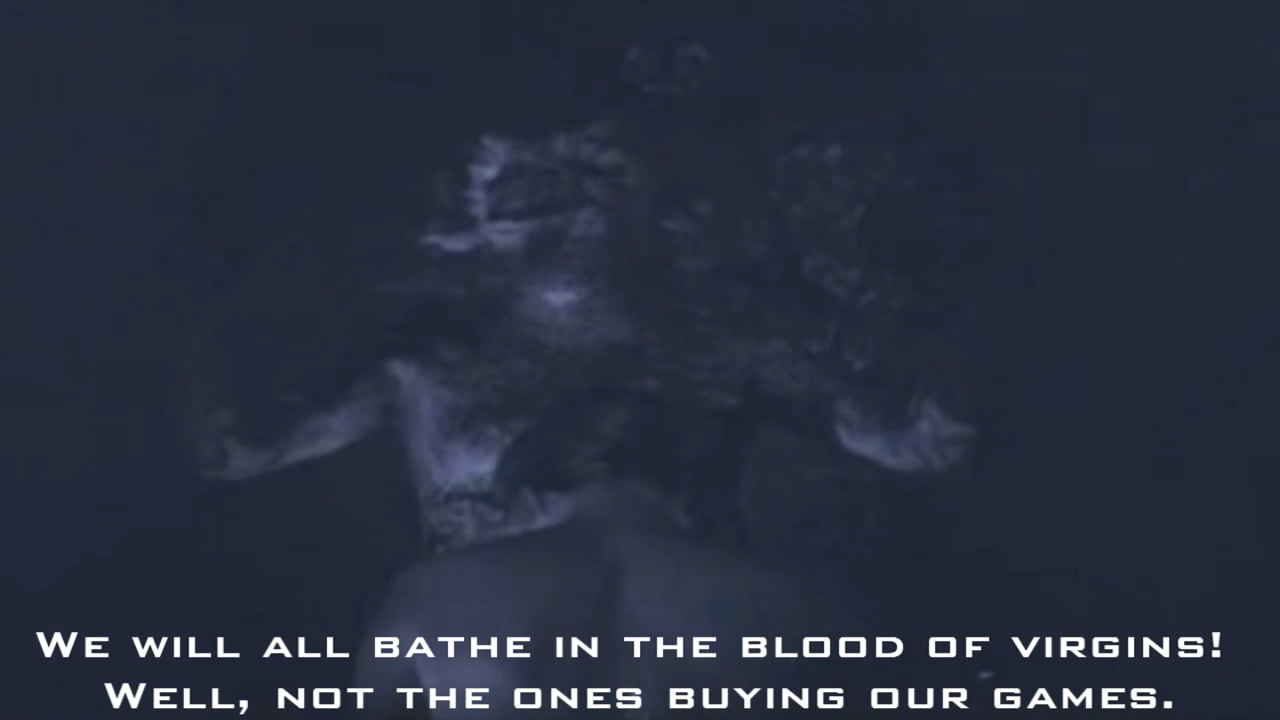 We will all bathe in the blood of virgins!
Well, not the ones buying our games.